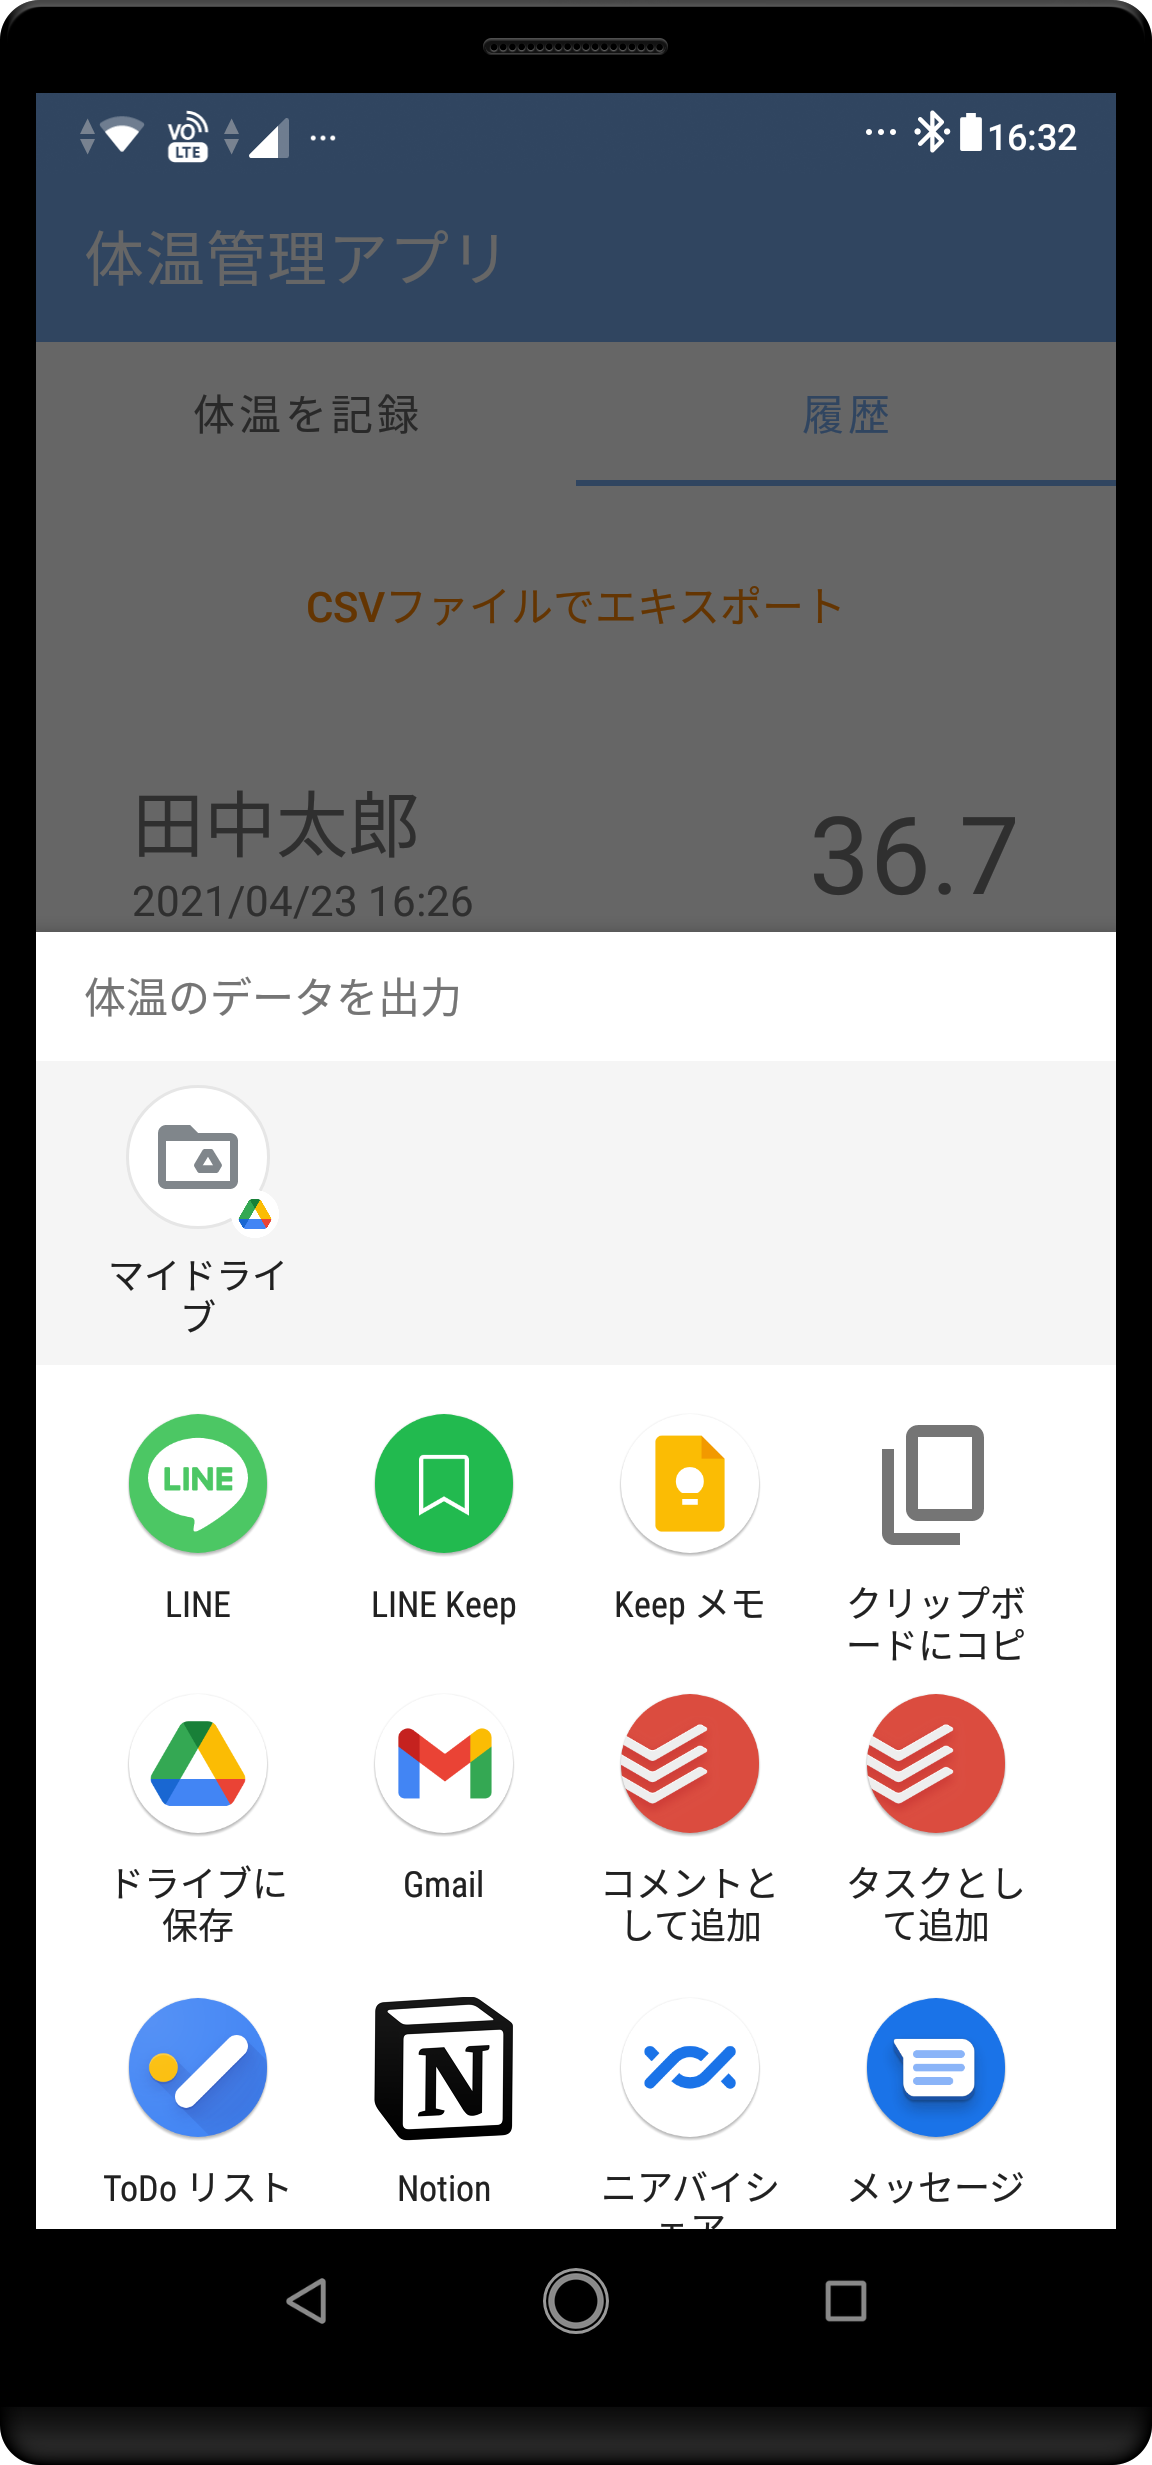 VO LTE
16:32
体温管理アプリ
体温を記録
履歴
CSVファイルでエキスポート
田中太郎
36.7
2021/04/23 16:26
体温のデータを出力
マイドライ
ブ
LINE
LINE
LINE Keep
Keep メモ
クリップボ
ードにコピ
ドライブに
保存
Gmail
コメントと
して追加
タスクとし
て追加
N
ToDo リスト
Notion
ニアバイシ
ェア
メッセージ